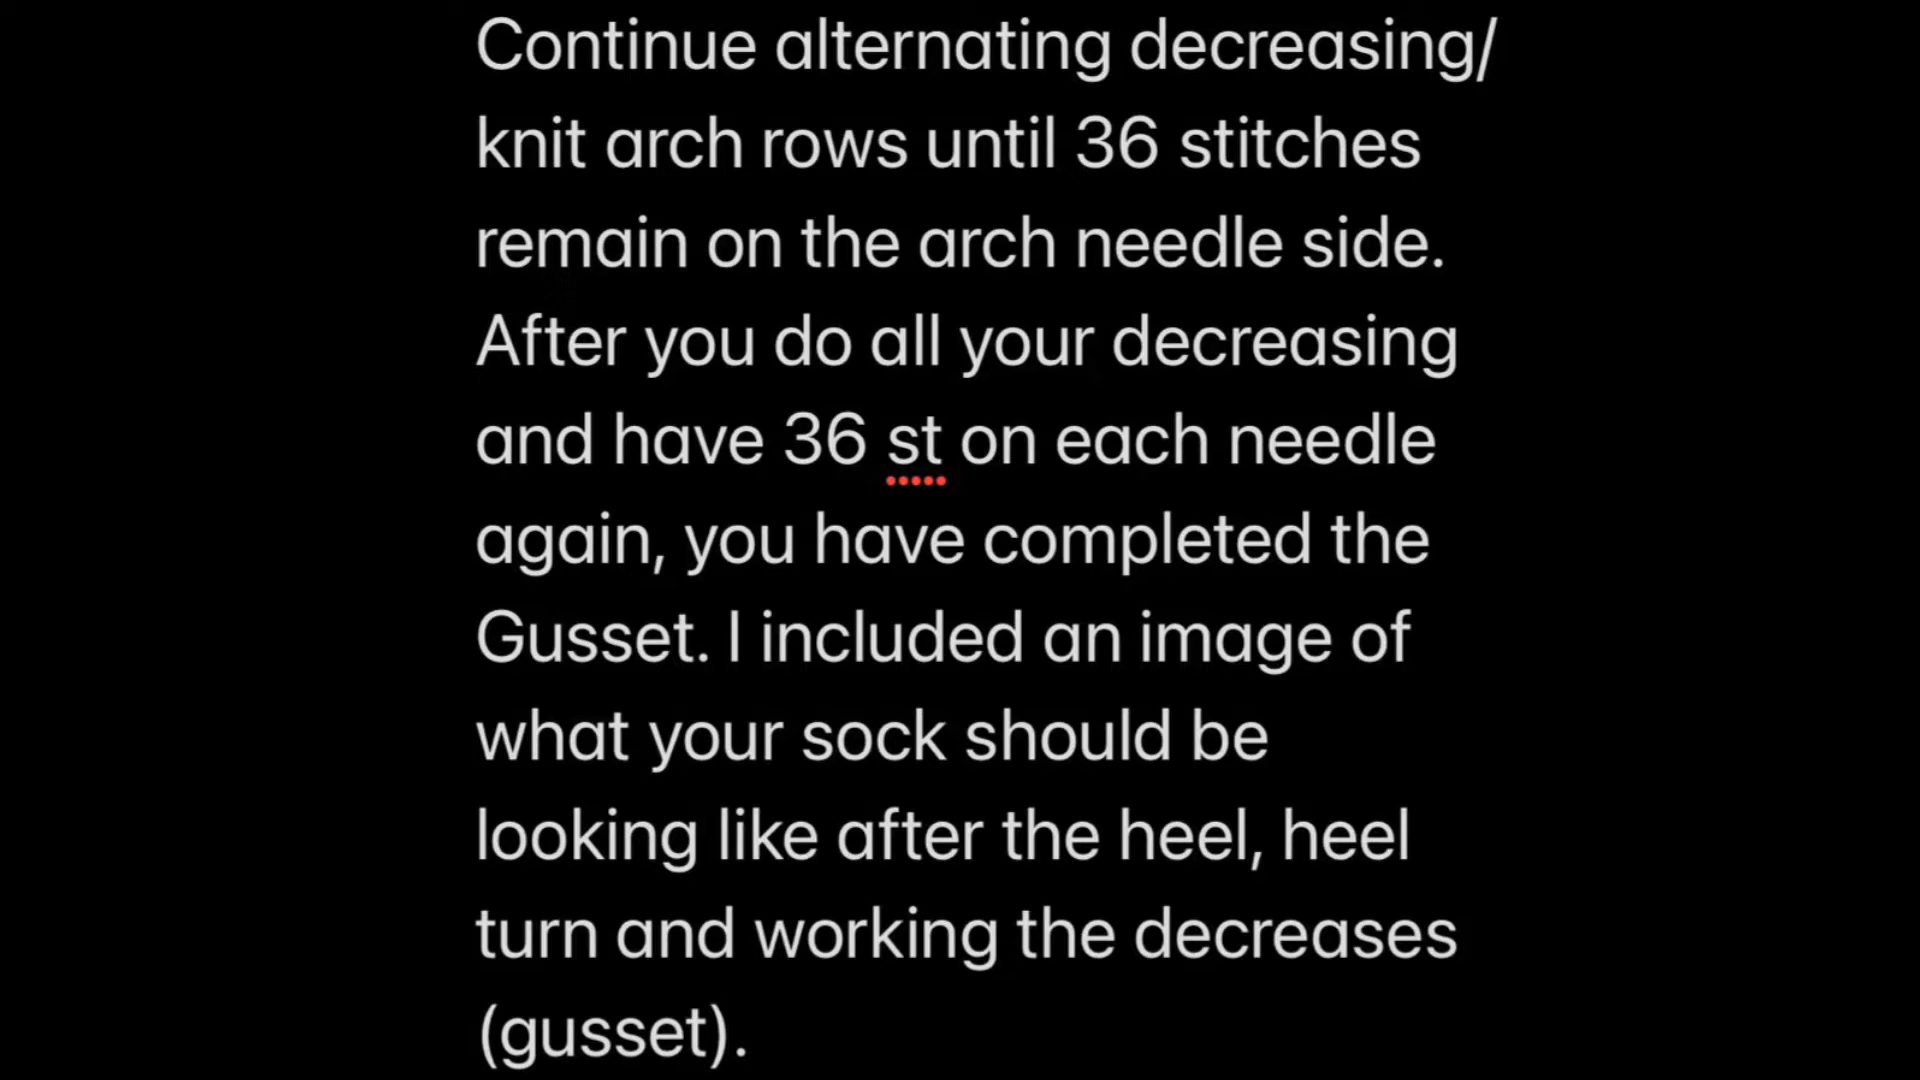 Continue alternating decreasing/
knit arch rows until 36 stitches
remain on the arch needle side.
After you do all your decreasing
and have 36 st on each needle
again, you have completed the
Gusset. I included an image of
what your sock should be
looking like after the heel, heel
turn and working the decreases
(gusset).